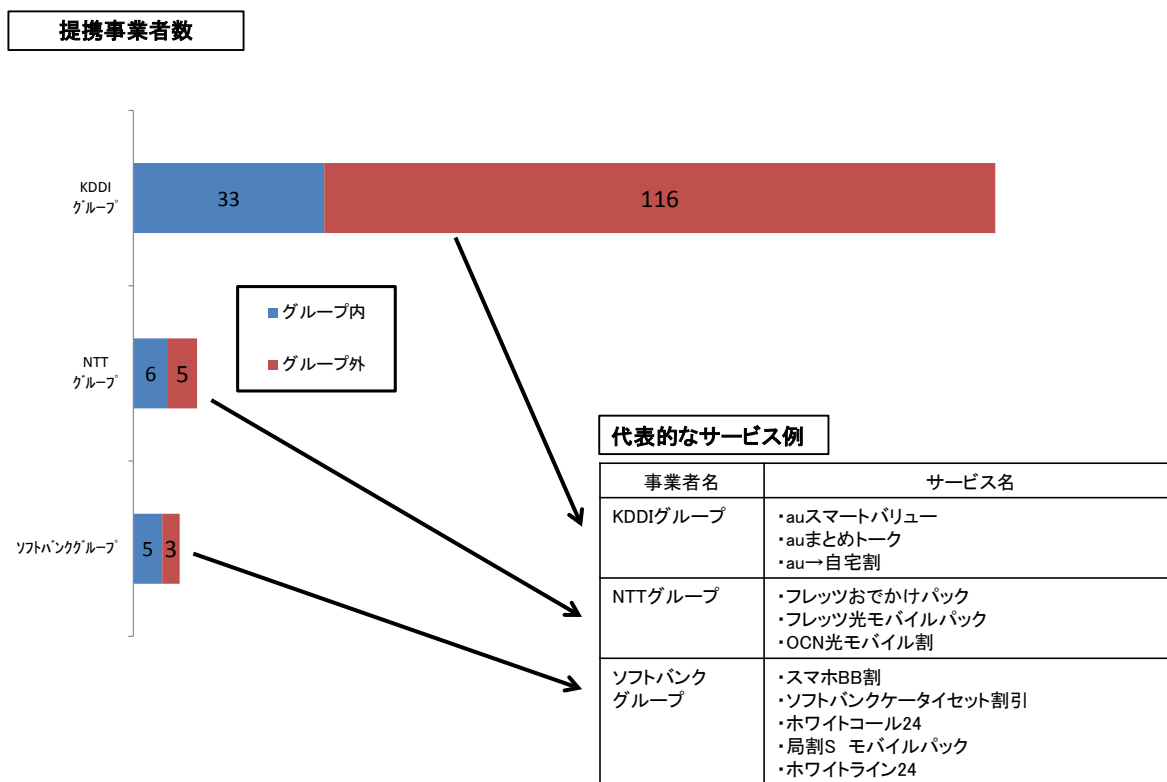 提携事業者数
KDDI
グループ
33
116
グループ内
グループ外
NTT
グループ
6
5
ソフトバンクグループ
5
3
代表的なサービス例
事業者名
サービス名
KDDIグループ
・auスマートバリュー
・auまとめトーク
・au→自宅割
NTTグループ
・フレッツおでかけパック
・フレッツ光モバイルパック
・OCN光モバイル割
ソフトバンク
グループ
・スマホBB割
・ソフトバンクケータイセット割引
・ホワイトコール24
・局割S モバイルパック
・ホワイトライン24